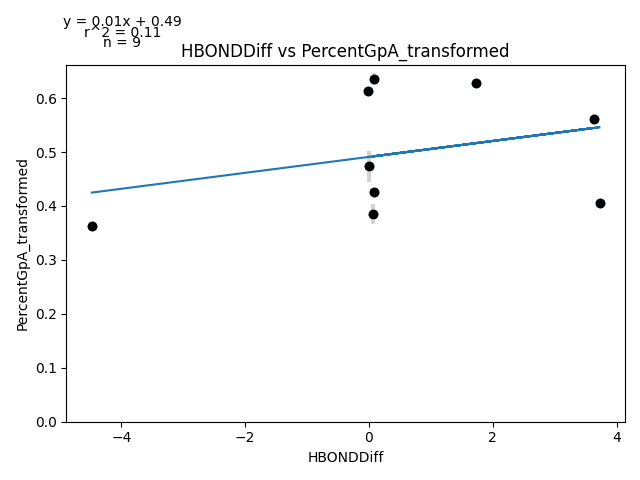 y = 0.01x + 0.49
r^2 = 0.11
n = 9
HBONDDiff vs PercentGpA_transformed
0.6
0.5
0.4
0.3
0.2
0.1
0.0
PercentGpA_transformed
−4
−2
0
2
4
HBONDDiff